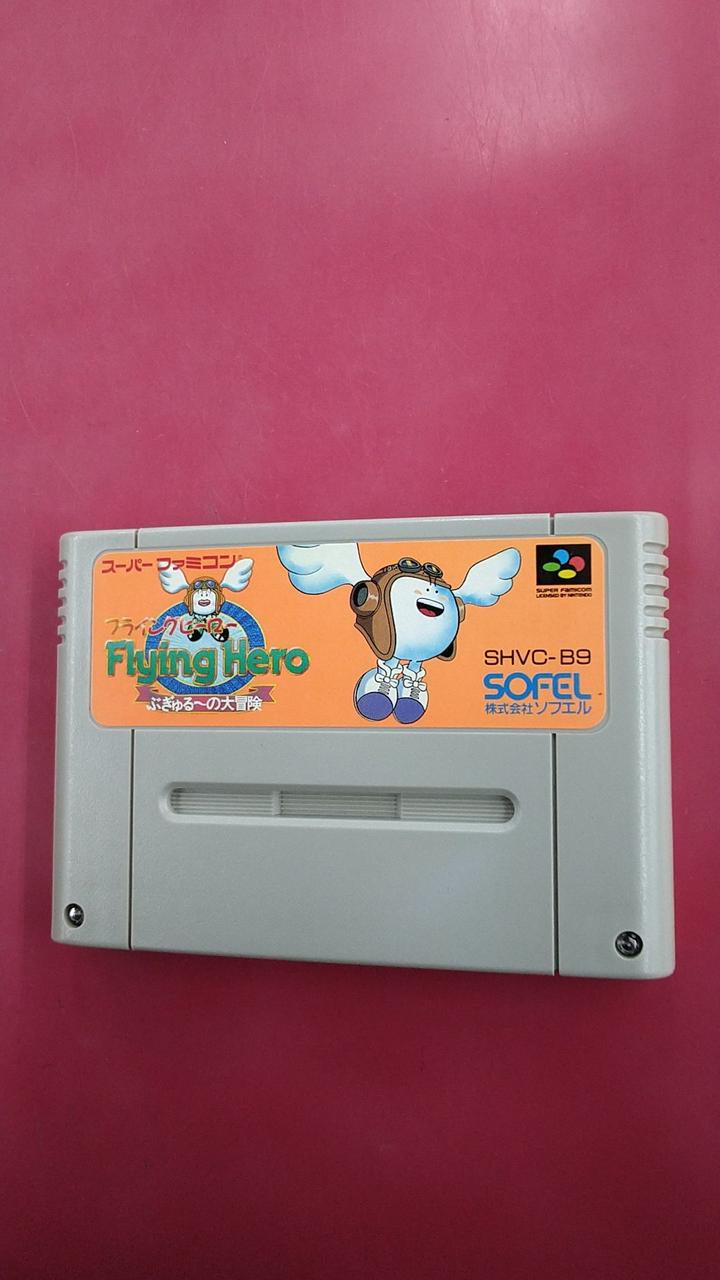 スーパーファミコン®
フライングヒーロー
Flying Hero
ぶぎゅる〜の大冒険
SUPER FAMICOM
LICENSED BY NINTENDO
SHVC-B9
SOFEL
株式会社ソフエル